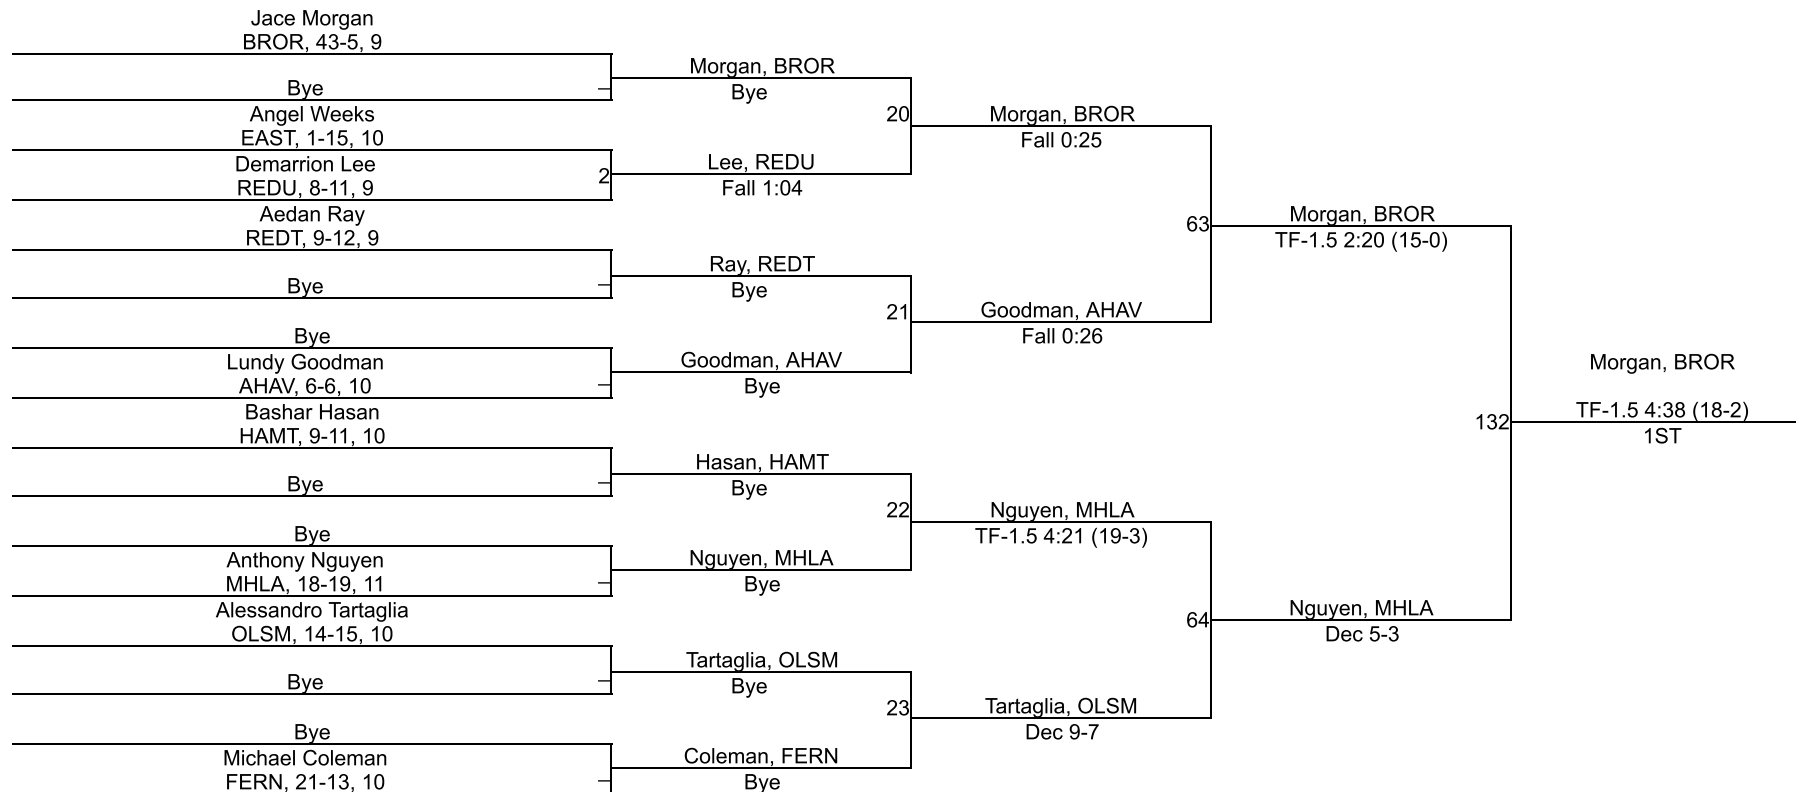 Jace Morgan
BROR, 43-5, 9
Bye
Angel Weeks
EAST, 1-15, 10
Demarrion Lee
REDU, 8-11, 9
2
Aedan Ray
REDT, 9-12, 9
Bye
Bye
Lundy Goodman
AHAV, 6-6, 10
Bashar Hasan
HAMT, 9-11, 10
Bye
Bye
Anthony Nguyen
MHLA, 18-19, 11
Alessandro Tartaglia
OLSM, 14-15, 10
Bye
Bye
Michael Coleman
FERN, 21-13, 10
Morgan, BROR
Bye
20
Lee, REDU
Fall 1:04
Ray, REDT
Bye
21
Goodman, AHAV
Bye
Hasan, HAMT
Bye
22
Nguyen, MHLA
Bye
Tartaglia, OLSM
Bye
23
Coleman, FERN
Bye
Morgan, BROR
Fall 0:25
63
Goodman, AHAV
Fall 0:26
Nguyen, MHLA
TF-1.5 4:21 (19-3)
64
Tartaglia, OLSM
Dec 9-7
Morgan, BROR
TF-1.5 2:20 (15-0)
132
Nguyen, MHLA
Dec 5-3
Morgan, BROR
TF-1.5 4:38 (18-2)
1ST